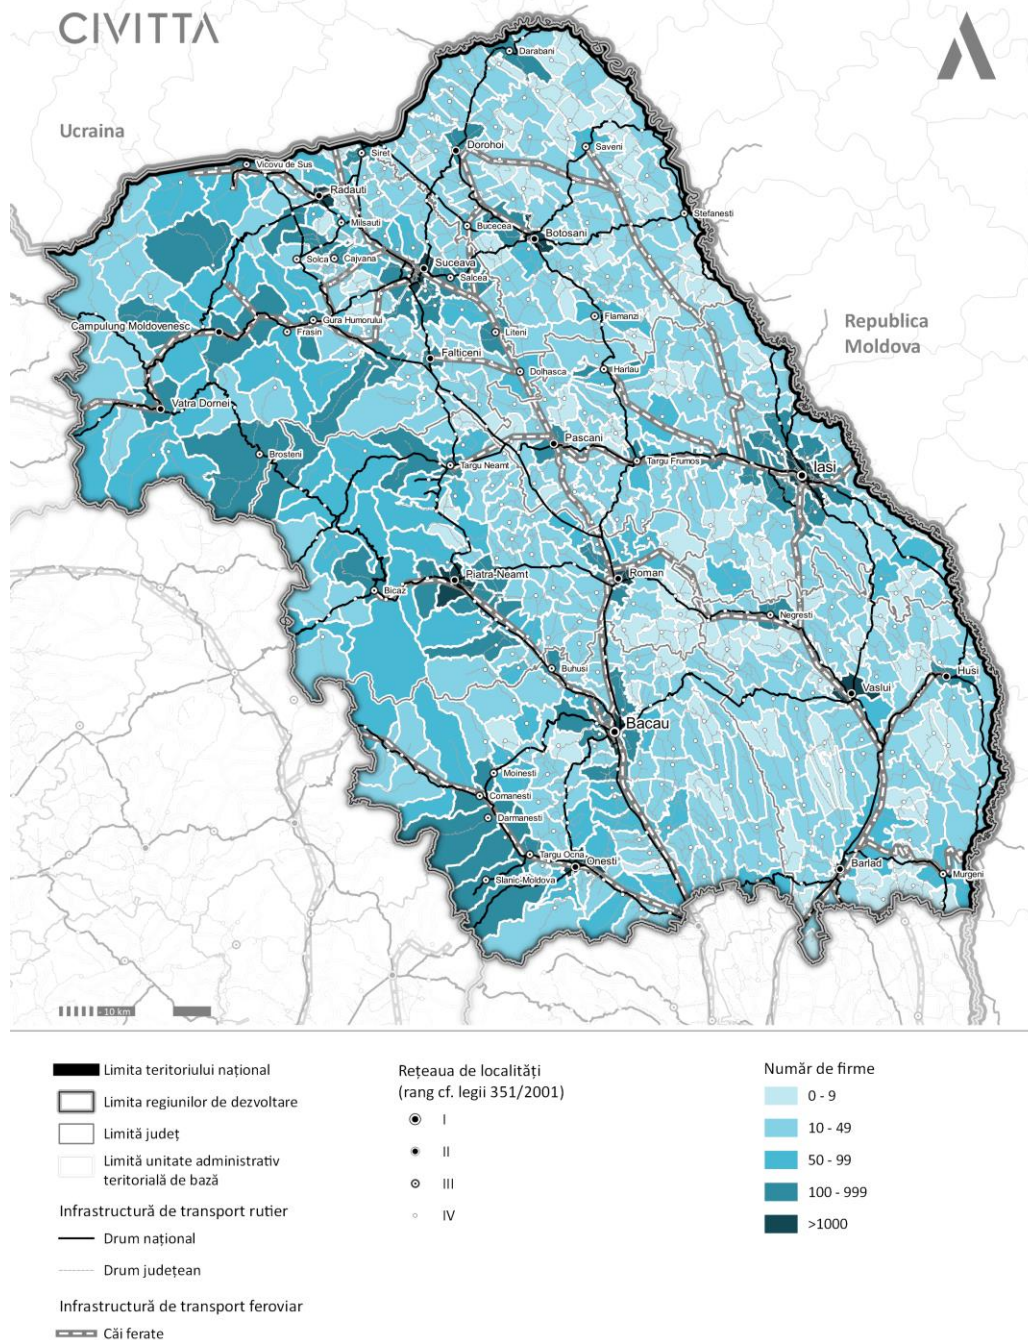 CIVITTA
Ucraina
Darabani
Dorohoi
Saveni
Siret
Vicovu de Sus
Radauti
Milsauti
Stefanesti
Bucecea
Botosani
Solca
Cajvana
Suceava
Salcea
Republica
Moldova
Flamanzi
Gura Humorului
Campulung Moldovenesc
Frasin
Liteni
Falticeni
Dolhasca
Harlau
Vatra Dornei
Pascani
Brosteni
Targu Neamt
Targu Frumos
Iasi
Piatra-Neamt
Roman
Bicaz
Negresti
Buhusi
Husi
Vaslui
Bacau
Moinesti
Comanesti
Darmanesti
Targu Ocna
Onesti
Barlad
Slanic-Moldova
Murgeni
- 10 km
Limita teritoriului național
Limita regiunilor de dezvoltare
Limită județ
Limită unitate administrativ
teritorială de bază
Infrastructură de transport rutier
Drum național
Drum județean
Infrastructură de transport feroviar
Căi ferate
Rețeaua de localități
(rang cf. legii 351/2001)
I
II
III
IV
Număr de firme
0 - 9
10 - 49
50 - 99
100 - 999
>1000